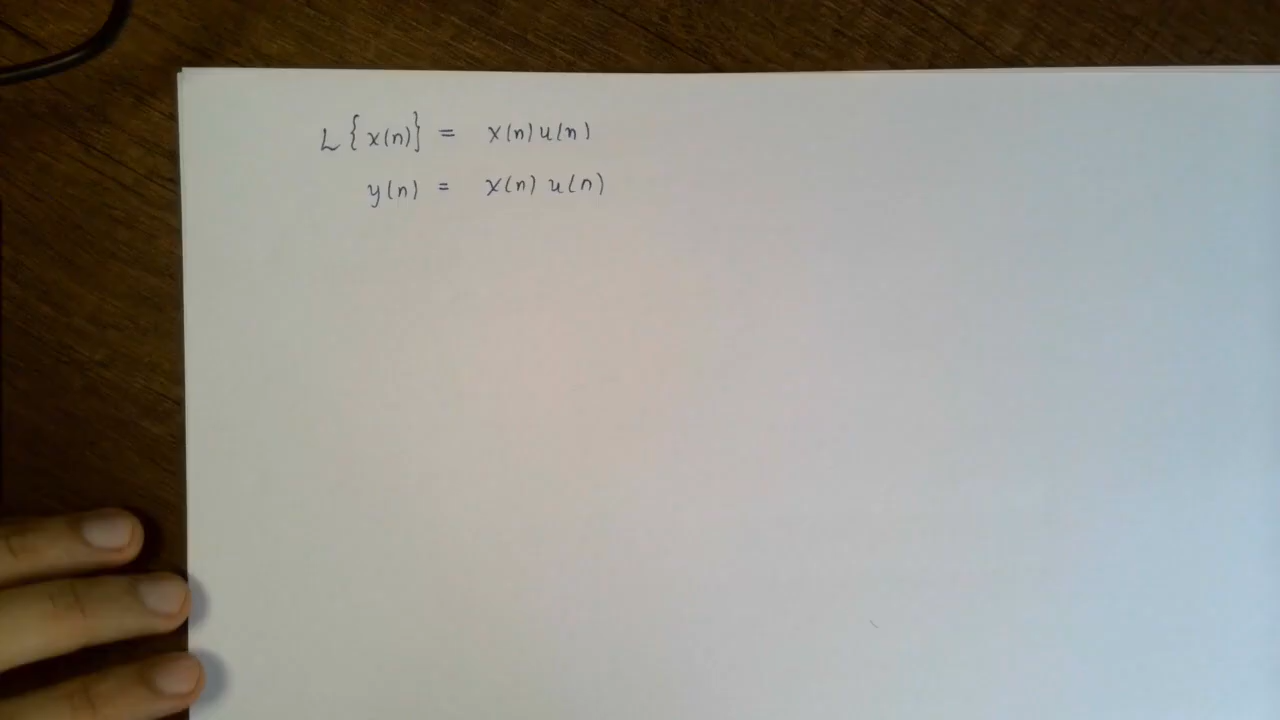 L{x(n)} = x(n)u(n)
y(n) = x(n) u(n)